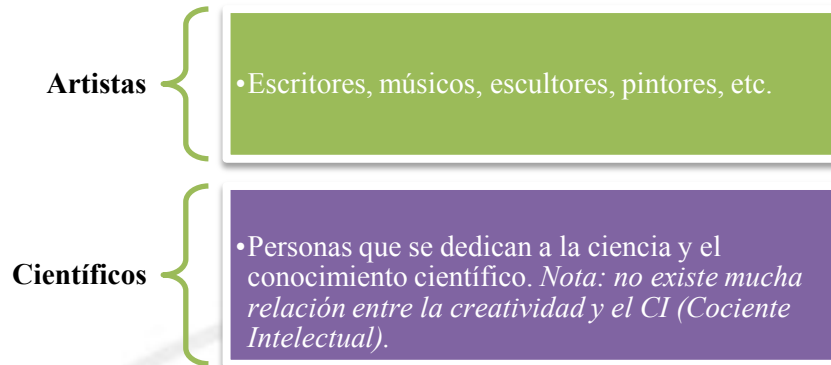 Artistas
•Escritores, músicos, escultores, pintores, etc.
Científicos
•Personas que se dedican a la ciencia y el
conocimiento científico. Nota: no existe mucha
relación entre la creatividad y el CI (Cociente
Intelectual).